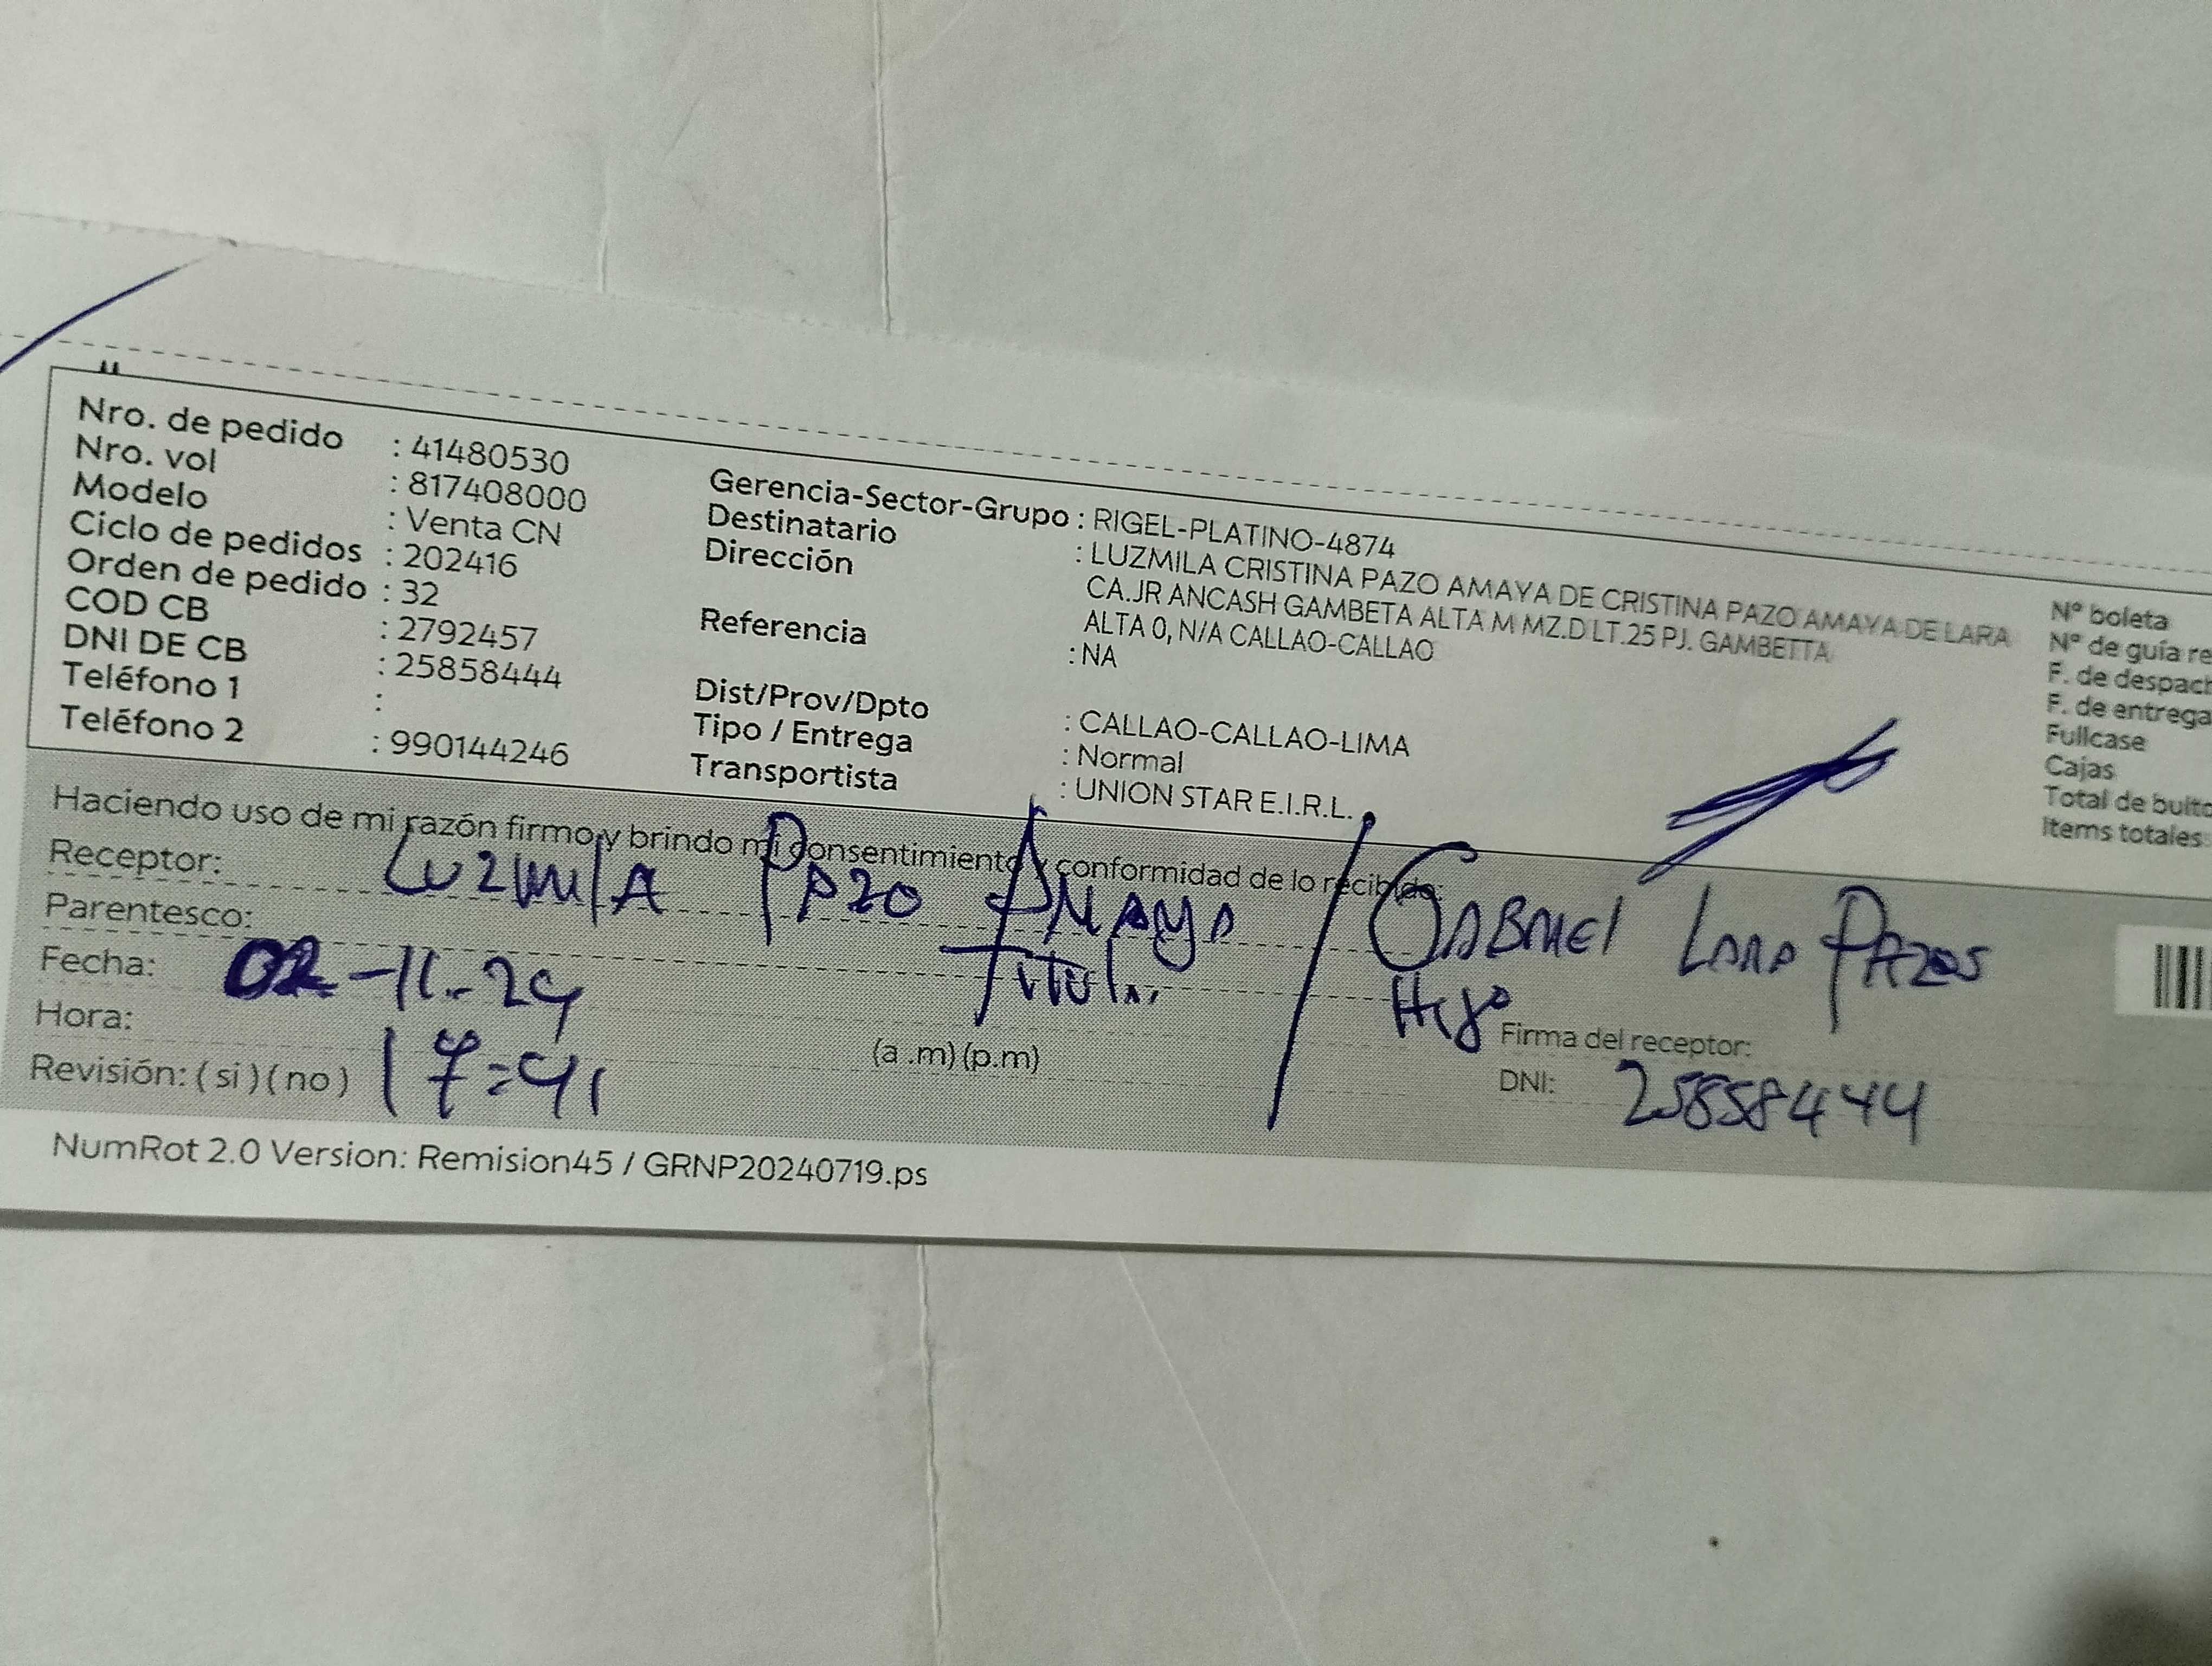 Nro. de pedido : 41480530
Nro. vol : 817408000
Modelo : Venta CN
Ciclo de pedidos : 202416
Orden de pedido : 32
COD CB : 2792457
DNI DE CB : 25858444
Teléfono 1 :
Teléfono 2 : 990144246
Gerencia-Sector-Grupo : RIGEL-PLATINO-4874
Destinatario : LUZMILA CRISTINA PAZO AMAYA DE CRISTINA PAZO AMAYA DE LARA
Dirección CA.JR ANCASH GAMBETA ALTA M MZ.D LT.25 PJ. GAMBETTA
ALTA 0, N/A CALLAO-CALLAO
Referencia : NA
Dist/Prov/Dpto : CALLAO-CALLAO-LIMA
Tipo / Entrega : Normal
Transportista : UNION STAR E.I.R.L.
Nº boleta
Nº de guía re
F. de despach
F. de entrega
Fullcase
Cajas
Total de bulto
Items totales:
Haciendo uso de mi razón firmo y brindo mi consentimiento y conformidad de lo recibido:
Receptor: Luzmila Pazo Amaya / Gabriel Lara Pazos
Parentesco: Hijo
Fecha: 02-11-24
Hora: 17=41 (a .m) (p.m)
Firma del receptor:
Revisión: ( si ) ( no )
DNI: 25858444
NumRot 2.0 Version: Remision45 / GRNP20240719.ps